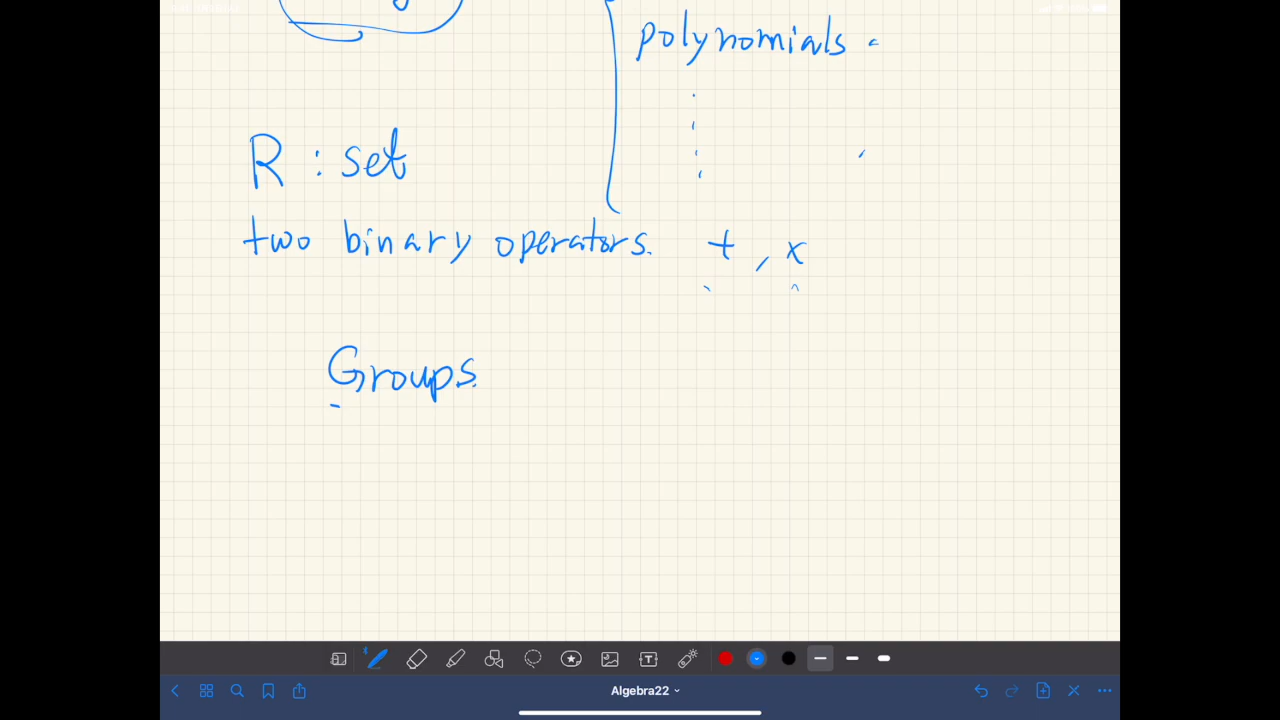 polynomials
R : set
two binary operators. + , x
Groups.
Algebra22